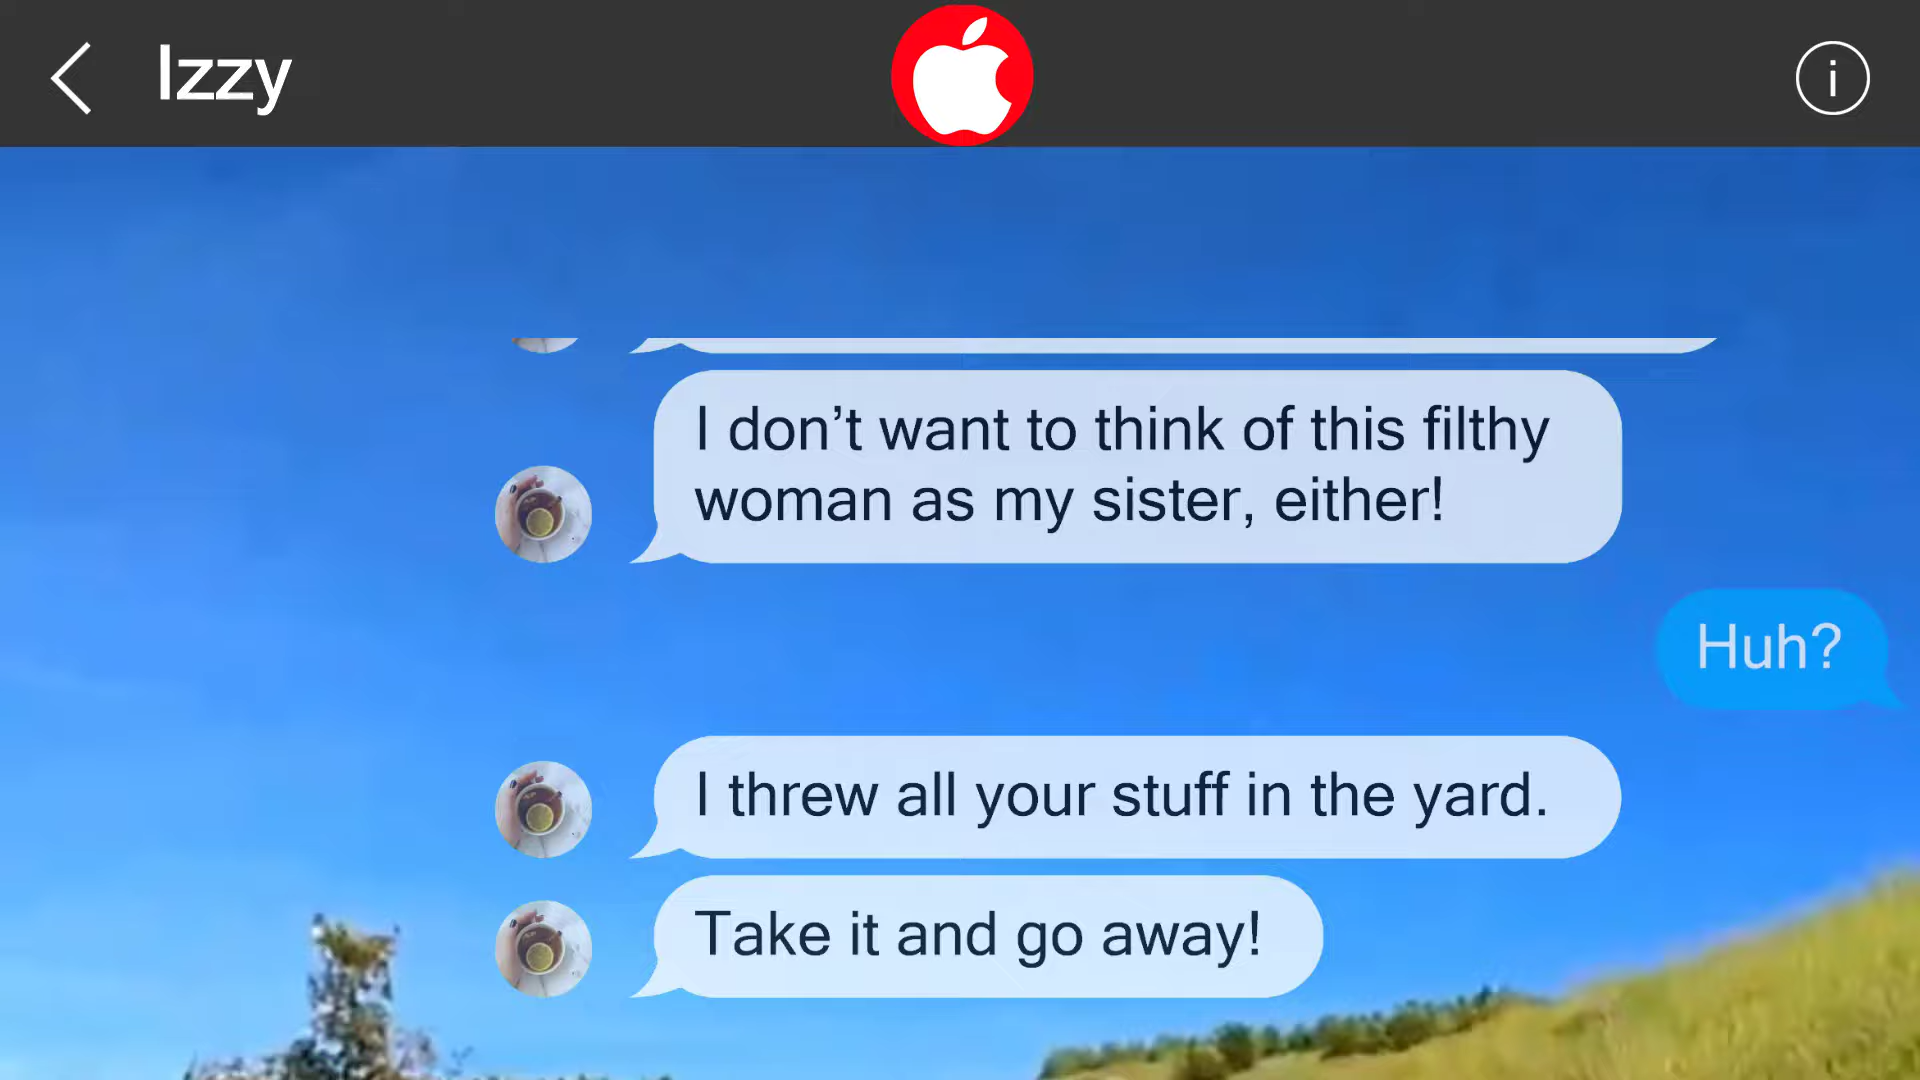 Izzy
i
I don’t want to think of this filthy
woman as my sister, either!
Huh?
I threw all your stuff in the yard.
Take it and go away!